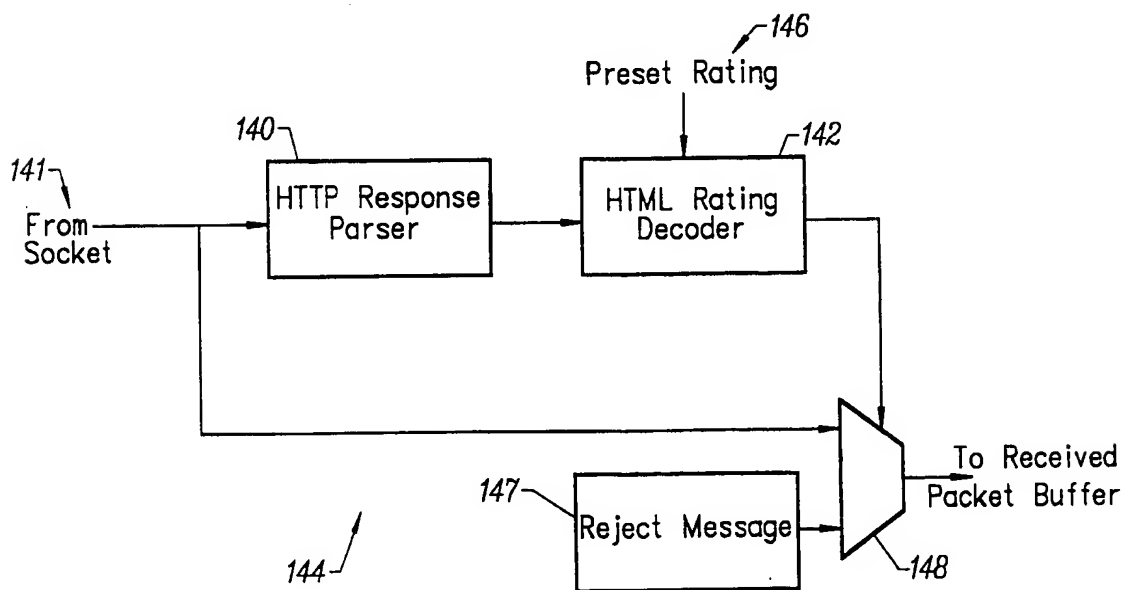 146
Preset Rating
140
142
141
HTTP Response
Parser
HTML Rating
Decoder
From
Socket
To Received
Packet Buffer
147
Reject Message
148
144